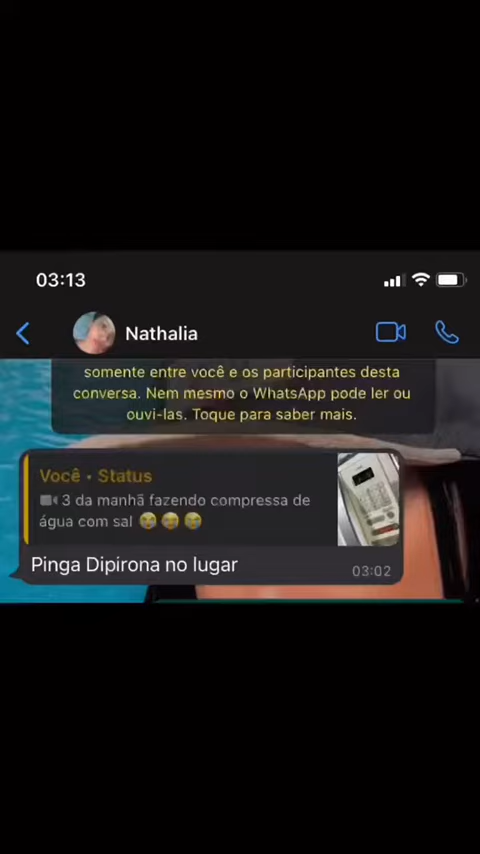 03:13
Nathalia
somente entre você e os participantes desta
conversa. Nem mesmo o WhatsApp pode ler ou
ouvi-las. Toque para saber mais.
Você • Status
3 da manhã fazendo compressa de
água com sal 😭😭😭
Pinga Dipirona no lugar
03:02